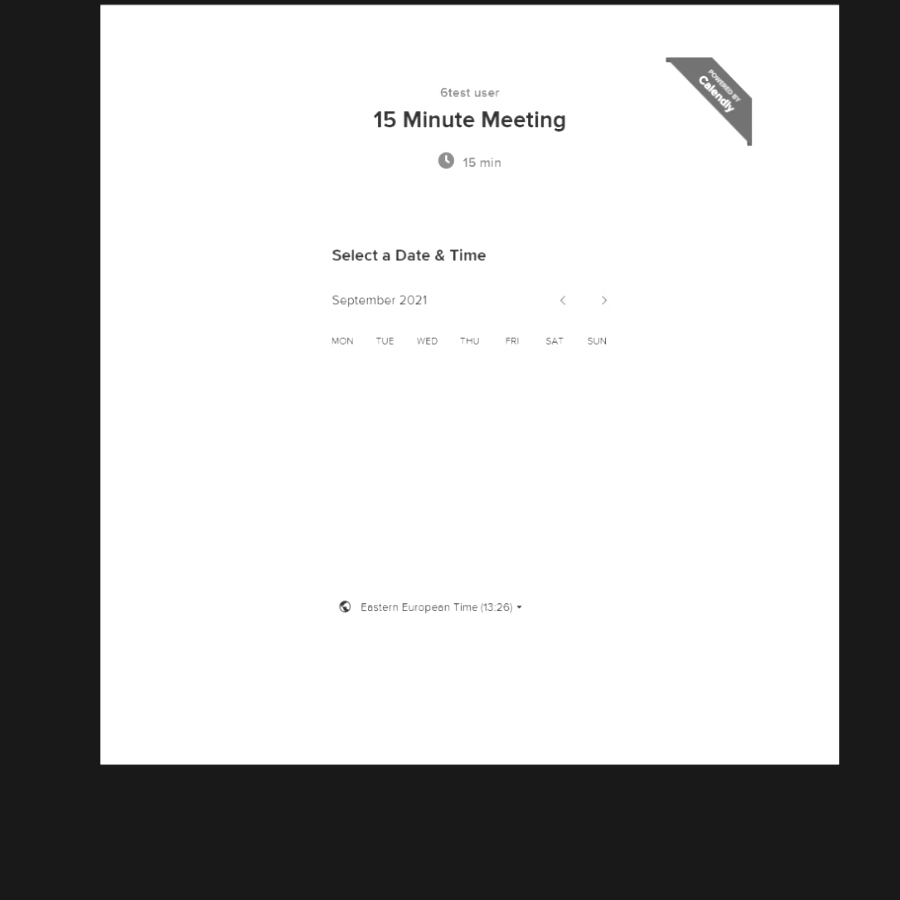 POWERED BY
Calendly
6test user
15 Minute Meeting
15 min
Select a Date & Time
September 2021
MON TUE WED THU FRI SAT SUN
Eastern European Time (13:26)